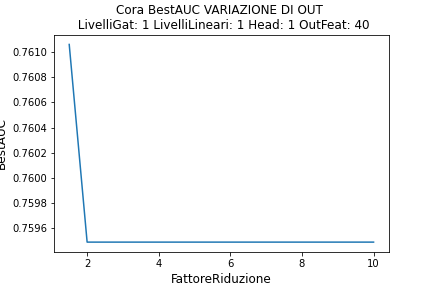 Cora BestAUC VARIAZIONE DI OUT
LivelliGat: 1 LivelliLineari: 1 Head: 1 OutFeat: 40
0.7610
0.7608
0.7606
0.7604
0.7602
0.7600
0.7598
0.7596
BestAUC
2 4 6 8 10
FattoreRiduzione